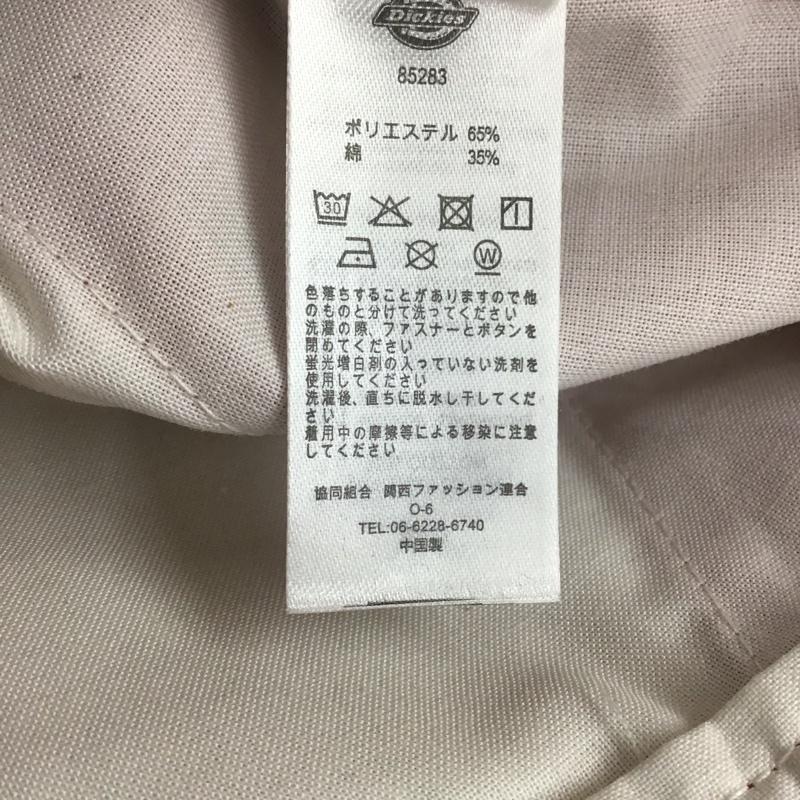 Dickies
85283
ポリエステル 65%
綿 35%
30
W
色落ちすることがありますので他
のものと分けて洗ってください
洗濯の際、ファスナーとボタンを
閉めてください
蛍光増白剤の入っていない洗剤を
使用してください
洗濯後、直ちに脱水し干してくだ
さい
着用中の摩擦等による移染に注意
してください
協同組合 関西ファッション連合
O-6
TEL:06-6228-6740
中国製